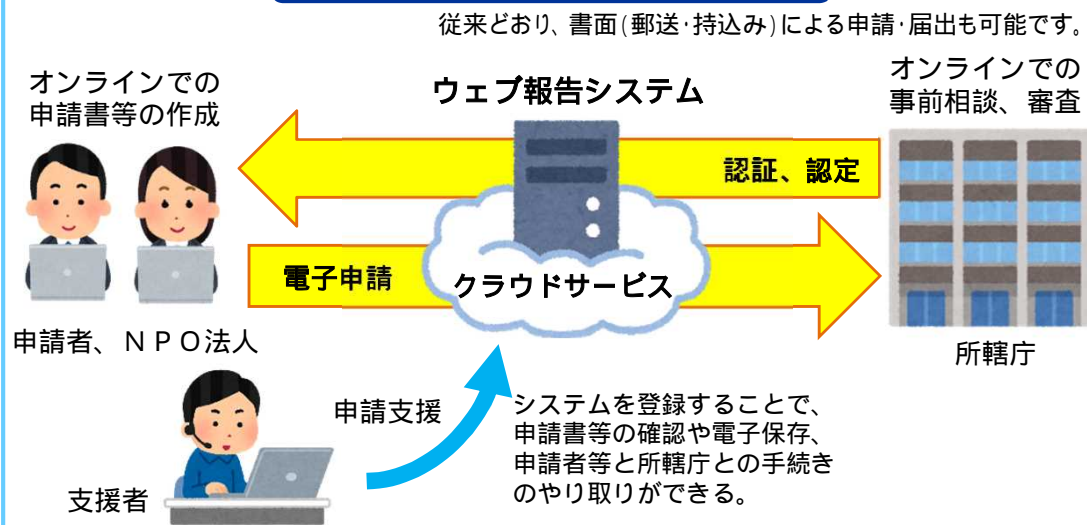 従来どおり、書面(郵送･持込み)による申請･届出も可能です。
オンラインでの
申請書等の作成
ウェブ報告システム
オンラインでの
事前相談、審査
認証、認定
電子申請
クラウドサービス
申請者、ＮＰＯ法人
所轄庁
申請支援
システムを登録することで、
申請書等の確認や電子保存、
申請者等と所轄庁との手続き
のやり取りができる。
支援者